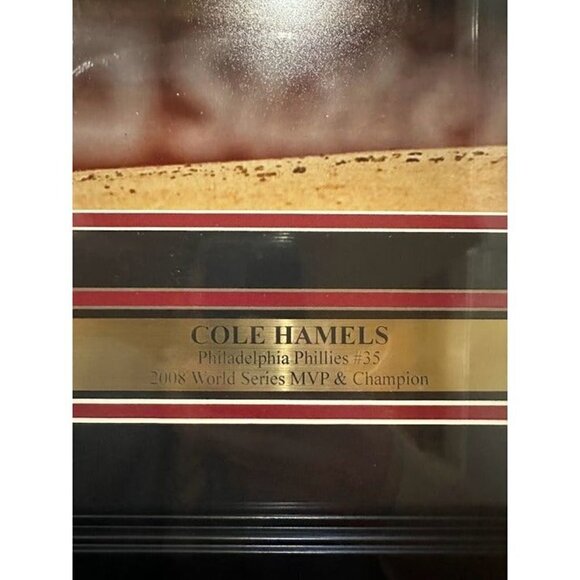 COLE HAMELS
Philadelphia Phillies #35
2008 World Series MVP & Champion